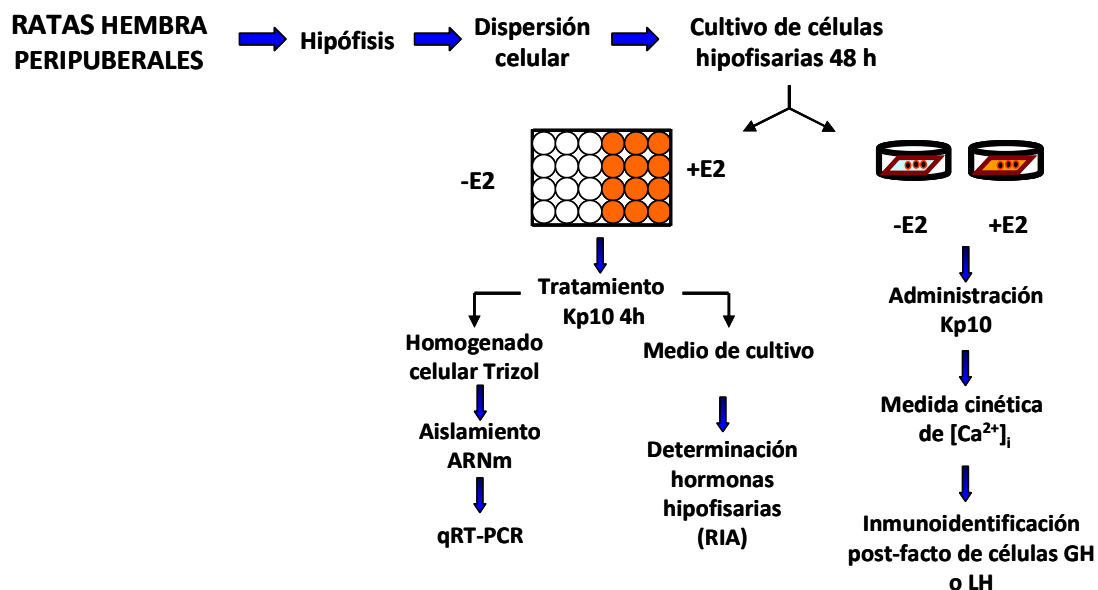 RATAS HEMBRA
PERIPUBERALES
Hipófisis
Dispersión
celular
Cultivo de células
hipofisarias 48 h
-E2
+E2
-E2
+E2
Tratamiento
Kp10 4h
Homogenado
celular Trizol
Aislamiento
ARNm
qRT-PCR
Medio de cultivo
Determinación
hormonas
hipofisarias
(RIA)
Administración
Kp10
Medida cinética
de [Ca²⁺]ᵢ
Inmunoidentificación
post-facto de células GH
o LH